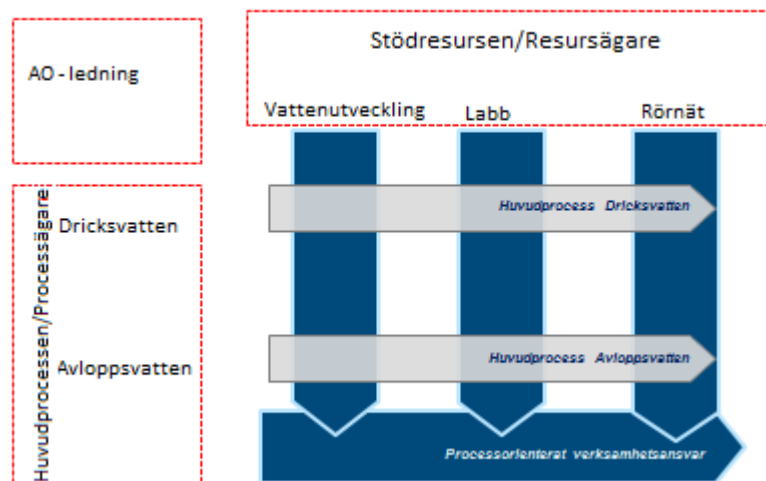 AO - ledning
Stödresursen/Resursägare
Vattenutveckling
Labb
Rörnät
Huvudprocessen/Processägare
Dricksvatten
Huvudprocess Dricksvatten
Avloppsvatten
Huvudprocess Avloppsvatten
Processorienterat verksamhetsansvar